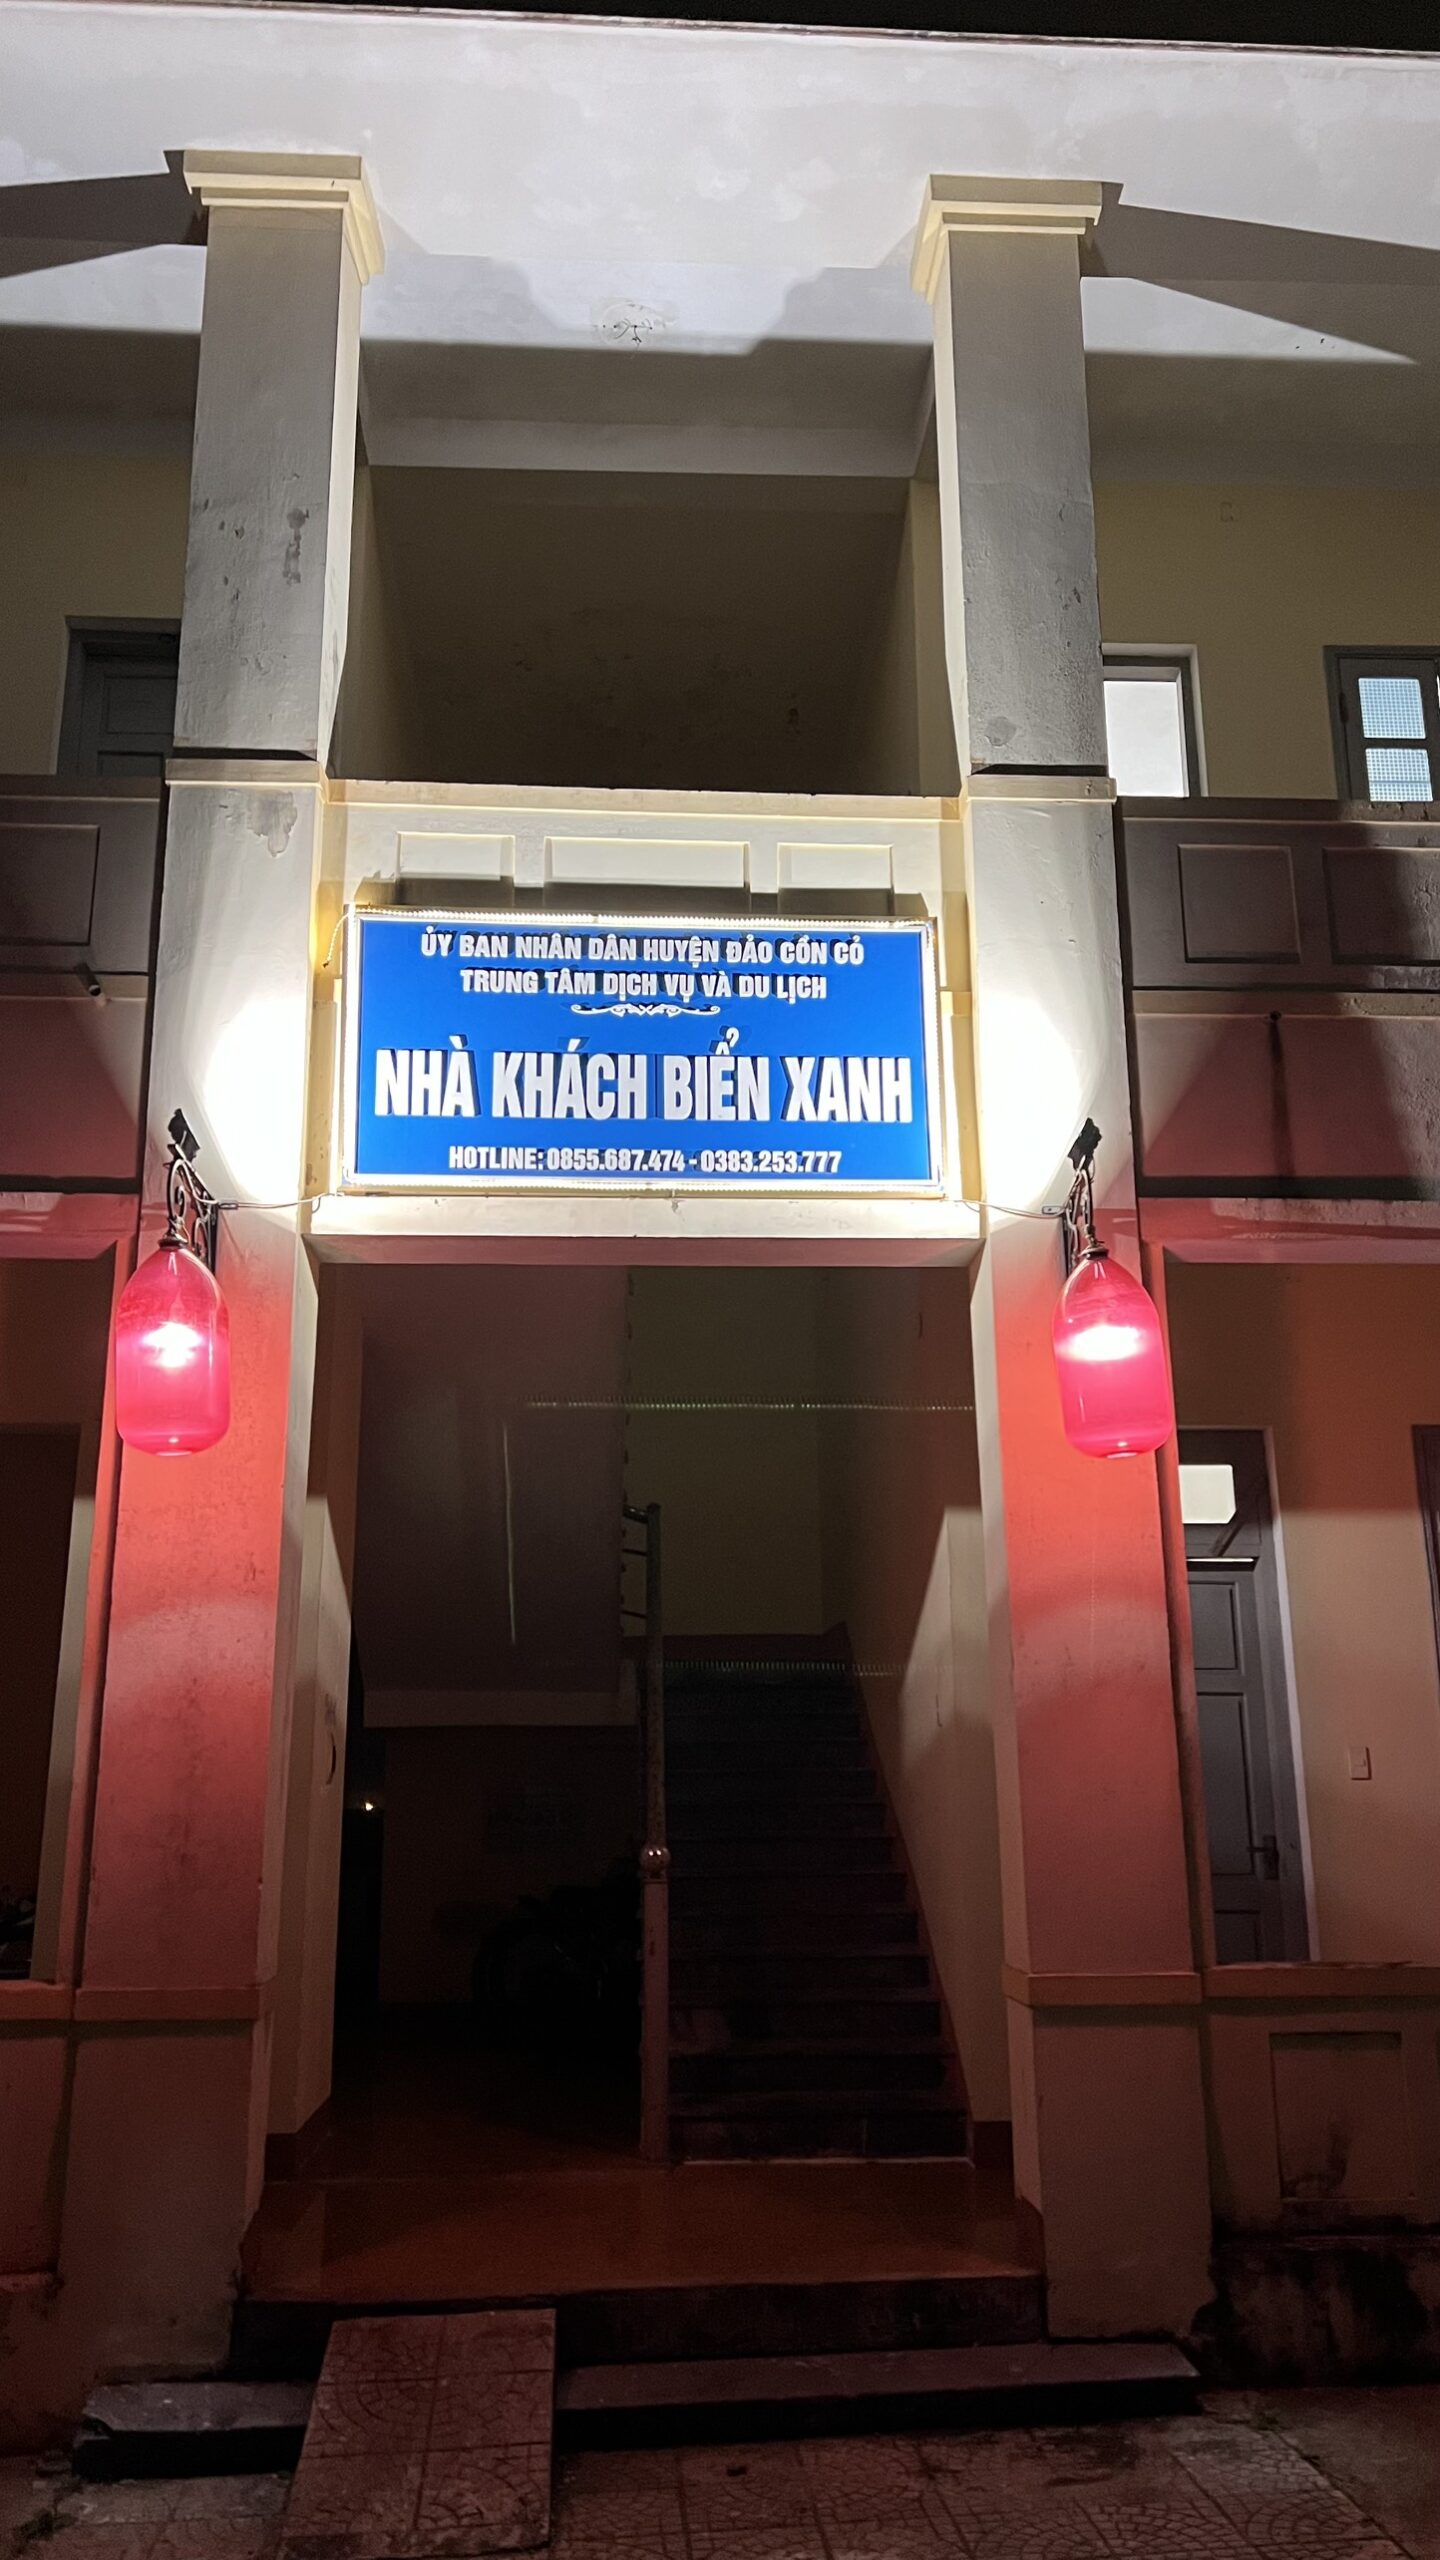 ỦY BAN NHÂN DÂN HUYỆN ĐẢO CỒN CỎ
TRUNG TÂM DỊCH VỤ VÀ DU LỊCH
NHÀ KHÁCH BIỂN XANH
HOTLINE: 0855.687.474 - 0383.253.777